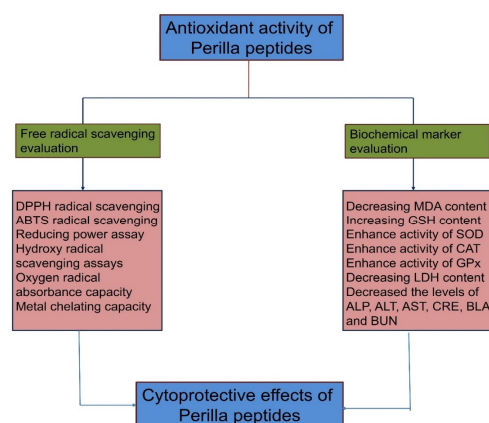 Antioxidant activity of
Perilla peptides
Free radical scavenging
evaluation
Biochemical marker
evaluation
DPPH radical scavenging
ABTS radical scavenging
Reducing power assay
Hydroxy radical
scavenging assays
Oxygen radical
absorbance capacity
Metal chelating capacity
Decreasing MDA content
Increasing GSH content
Enhance activity of SOD
Enhance activity of CAT
Enhance activity of GPx
Decreasing LDH content
Decreased the levels of
ALP, ALT, AST, CRE, BLA
and BUN
Cytoprotective effects of
Perilla peptides